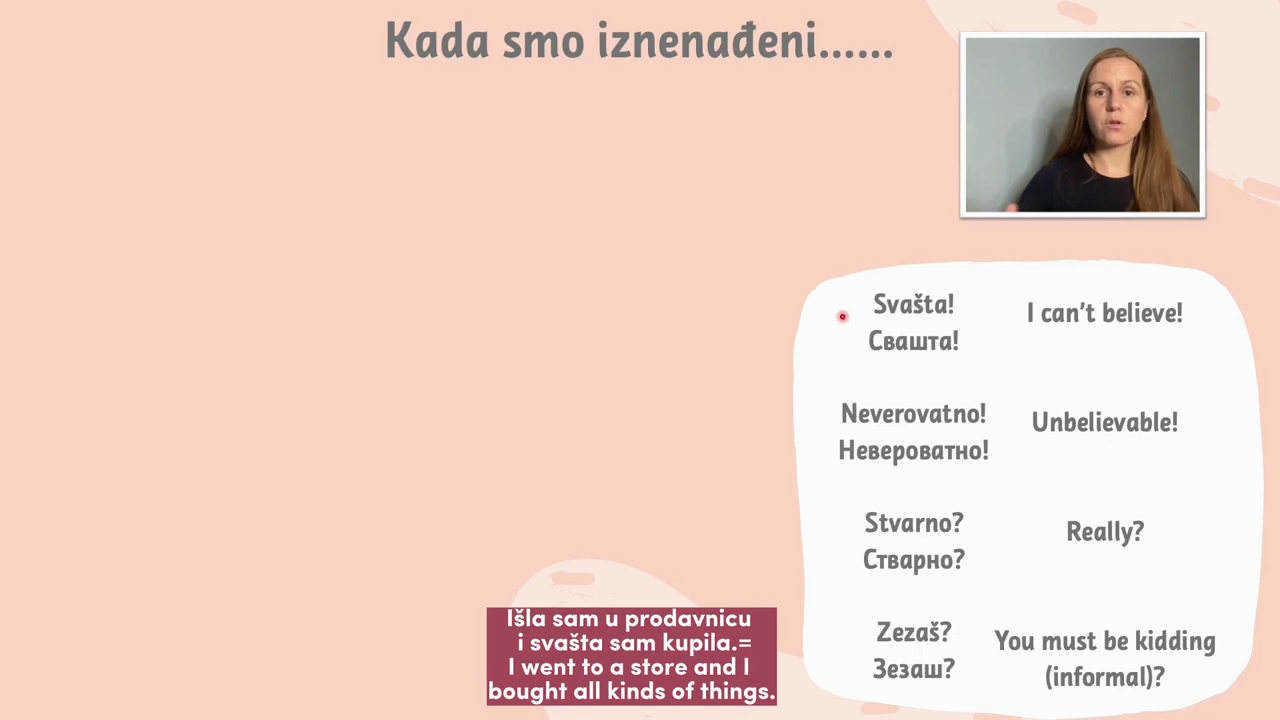 Kada smo iznenađeni......
Svašta!
Свашта!
I can't believe!
Neverovatno!
Невероватно!
Unbelievable!
Stvarno?
Стварно?
Really?
Zezaš?
Зезаш?
You must be kidding
(informal)?
Išla sam u prodavnicu
i svašta sam kupila.=
I went to a store and I
bought all kinds of things.